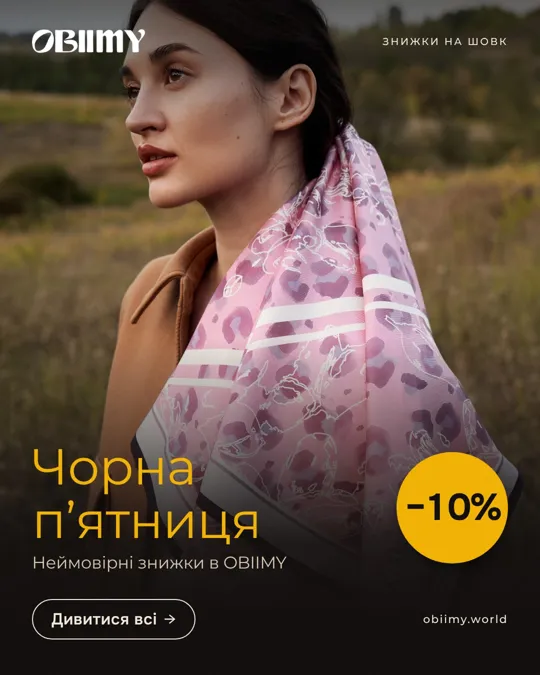 OBIIMY
ЗНИЖКИ НА ШОВК
Чорна
п’ятниця
−10%
Неймовірні знижки в OBIIMY
Дивитися всі →
obiimy.world